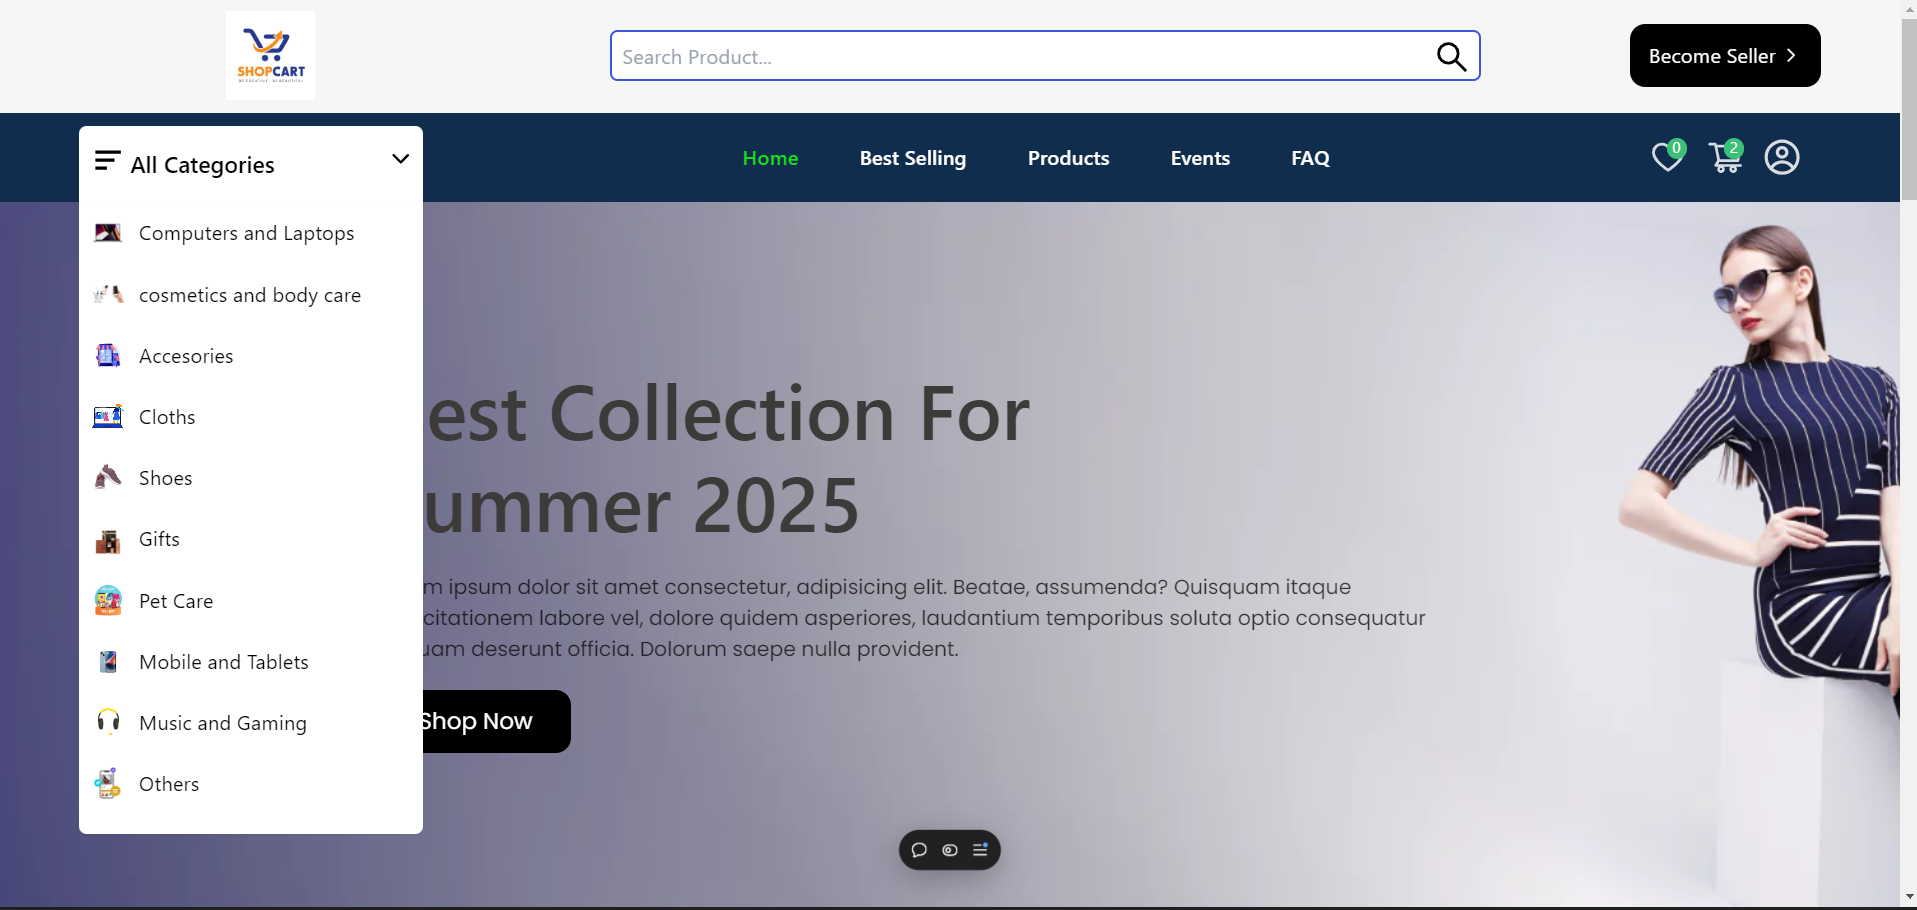 SHOPCART
Search Product...
Become Seller
All Categories
Home
Best Selling
Products
Events
FAQ
0
2
Computers and Laptops
cosmetics and body care
Accesories
Cloths
Shoes
Gifts
Pet Care
Mobile and Tablets
Music and Gaming
Others
est Collection For
ummer 2025
m ipsum dolor sit amet consectetur, adipisicing elit. Beatae, assumenda? Quisquam itaque
citationem labore vel, dolore quidem asperiores, laudantium temporibus soluta optio consequatur
uam deserunt officia. Dolorum saepe nulla provident.
Shop Now